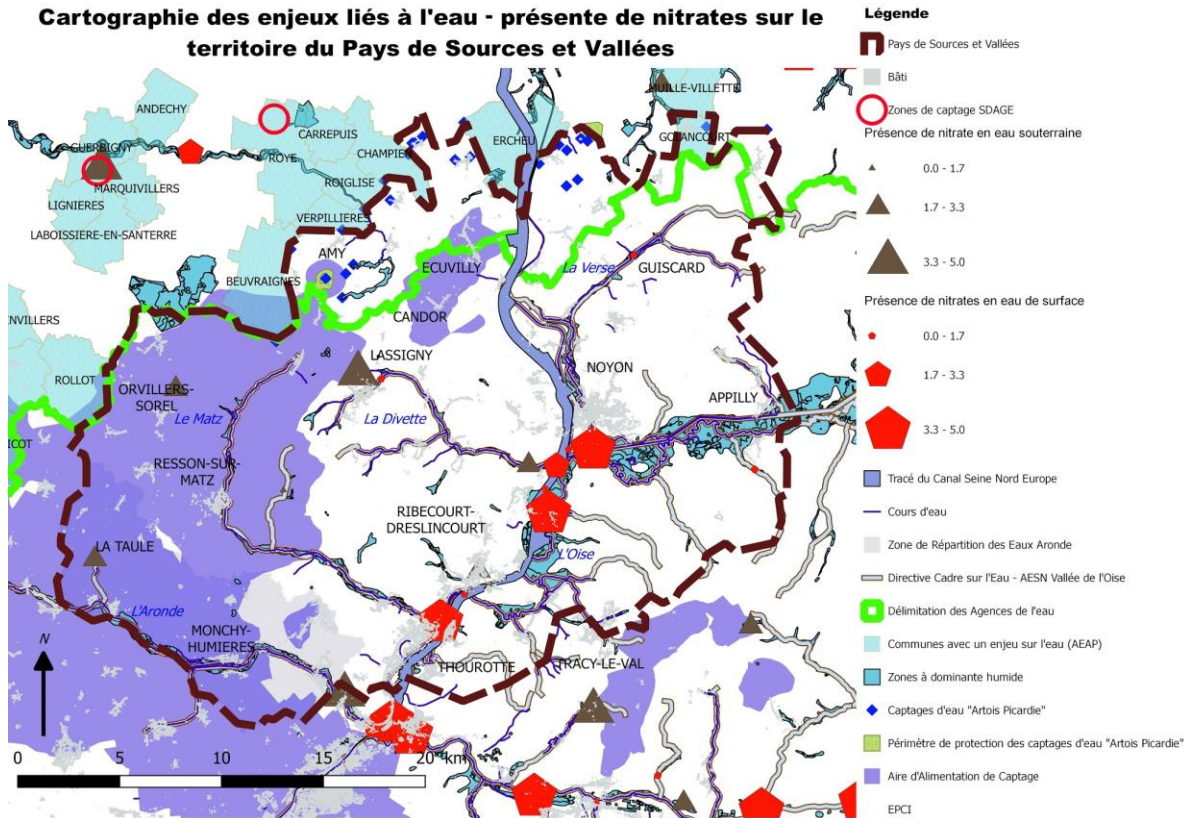 Cartographie des enjeux liés à l'eau - présente de nitrates sur le
territoire du Pays de Sources et Vallées
ANDECHY
MUILLE-VILLETTE
CARREPUIS
GUERBIGNY
ERCHEU
GOLANCOURT
ROYE
CHAMPIEN
MARQUIVILLERS
ROIGLISE
LIGNIERES
VERPILLIERES
LABOISSIERE-EN-SANTERRE
AMY
ECUVILLY
La Verse
GUISCARD
BEUVRAIGNES
CANDOR
ENVILLERS
LASSIGNY
NOYON
ROLLOT
ORVILLERS-
SOREL
APPILLY
Le Matz
La Divette
ICOT
RESSON-SUR-
MATZ
RIBECOURT-
DRESLINCOURT
LA TAULE
L'Oise
L'Aronde
MONCHY-
HUMIERES
THOUROTTE
TRACY-LE-VAL
N
0 5 10 15 20 km
Légende
Pays de Sources et Vallées
Bâti
Zones de captage SDAGE
Présence de nitrate en eau souterraine
0.0 - 1.7
1.7 - 3.3
3.3 - 5.0
Présence de nitrates en eau de surface
0.0 - 1.7
1.7 - 3.3
3.3 - 5.0
Tracé du Canal Seine Nord Europe
Cours d'eau
Zone de Répartition des Eaux Aronde
Directive Cadre sur l'Eau - AESN Vallée de l'Oise
Délimitation des Agences de l'eau
Communes avec un enjeu sur l'eau (AEAP)
Zones à dominante humide
Captages d'eau "Artois Picardie"
Périmètre de protection des captages d'eau "Artois Picardie"
Aire d'Alimentation de Captage
EPCI